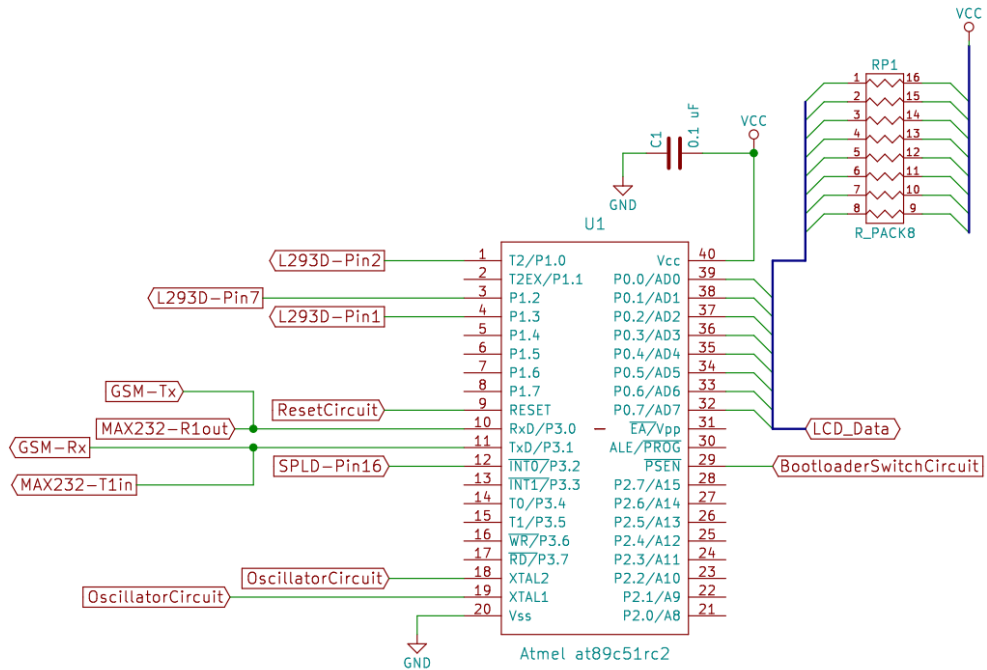 VCC
RP1
1 16
2 15
3 14
4 13
5 12
6 11
7 10
8 9
R_PACK8
C1
0.1 uF
VCC
GND
U1
L293D-Pin2 1 T2/P1.0 Vcc 40
2 T2EX/P1.1 P0.0/AD0 39
L293D-Pin7 3 P1.2 P0.1/AD1 38
L293D-Pin1 4 P1.3 P0.2/AD2 37
5 P1.4 P0.3/AD3 36
6 P1.5 P0.4/AD4 35
7 P1.6 P0.5/AD5 34
GSM-Tx 8 P1.7 P0.6/AD6 33
ResetCircuit 9 RESET P0.7/AD7 32
MAX232-R1out 10 RxD/P3.0 EA/Vpp 31 LCD_Data
GSM-Rx 11 TxD/P3.1 ALE/PROG 30
SPLD-Pin16 12 INT0/P3.2 PSEN 29 BootloaderSwitchCircuit
MAX232-T1in 13 INT1/P3.3 P2.7/A15 28
14 T0/P3.4 P2.6/A14 27
15 T1/P3.5 P2.5/A13 26
16 WR/P3.6 P2.4/A12 25
17 RD/P3.7 P2.3/A11 24
OscillatorCircuit 18 XTAL2 P2.2/A10 23
OscillatorCircuit 19 XTAL1 P2.1/A9 22
20 Vss P2.0/A8 21
GND
Atmel at89c51rc2